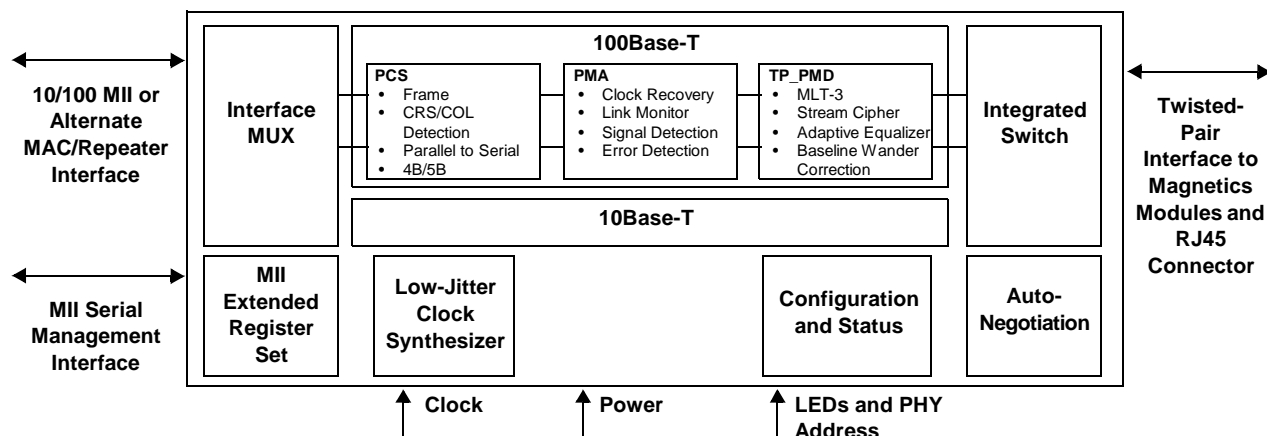 10/100 MII or
Alternate
MAC/Repeater
Interface
MII Serial
Management
Interface
Interface
MUX
100Base-T
PCS
• Frame
• CRS/COL
Detection
• Parallel to Serial
• 4B/5B
PMA
• Clock Recovery
• Link Monitor
• Signal Detection
• Error Detection
TP_PMD
• MLT-3
• Stream Cipher
• Adaptive Equalizer
• Baseline Wander
Correction
10Base-T
Integrated
Switch
Twisted-
Pair
Interface to
Magnetics
Modules and
RJ45
Connector
MII
Extended
Register
Set
Low-Jitter
Clock
Synthesizer
Configuration
and Status
Auto-
Negotiation
Clock
Power
LEDs and PHY
Address